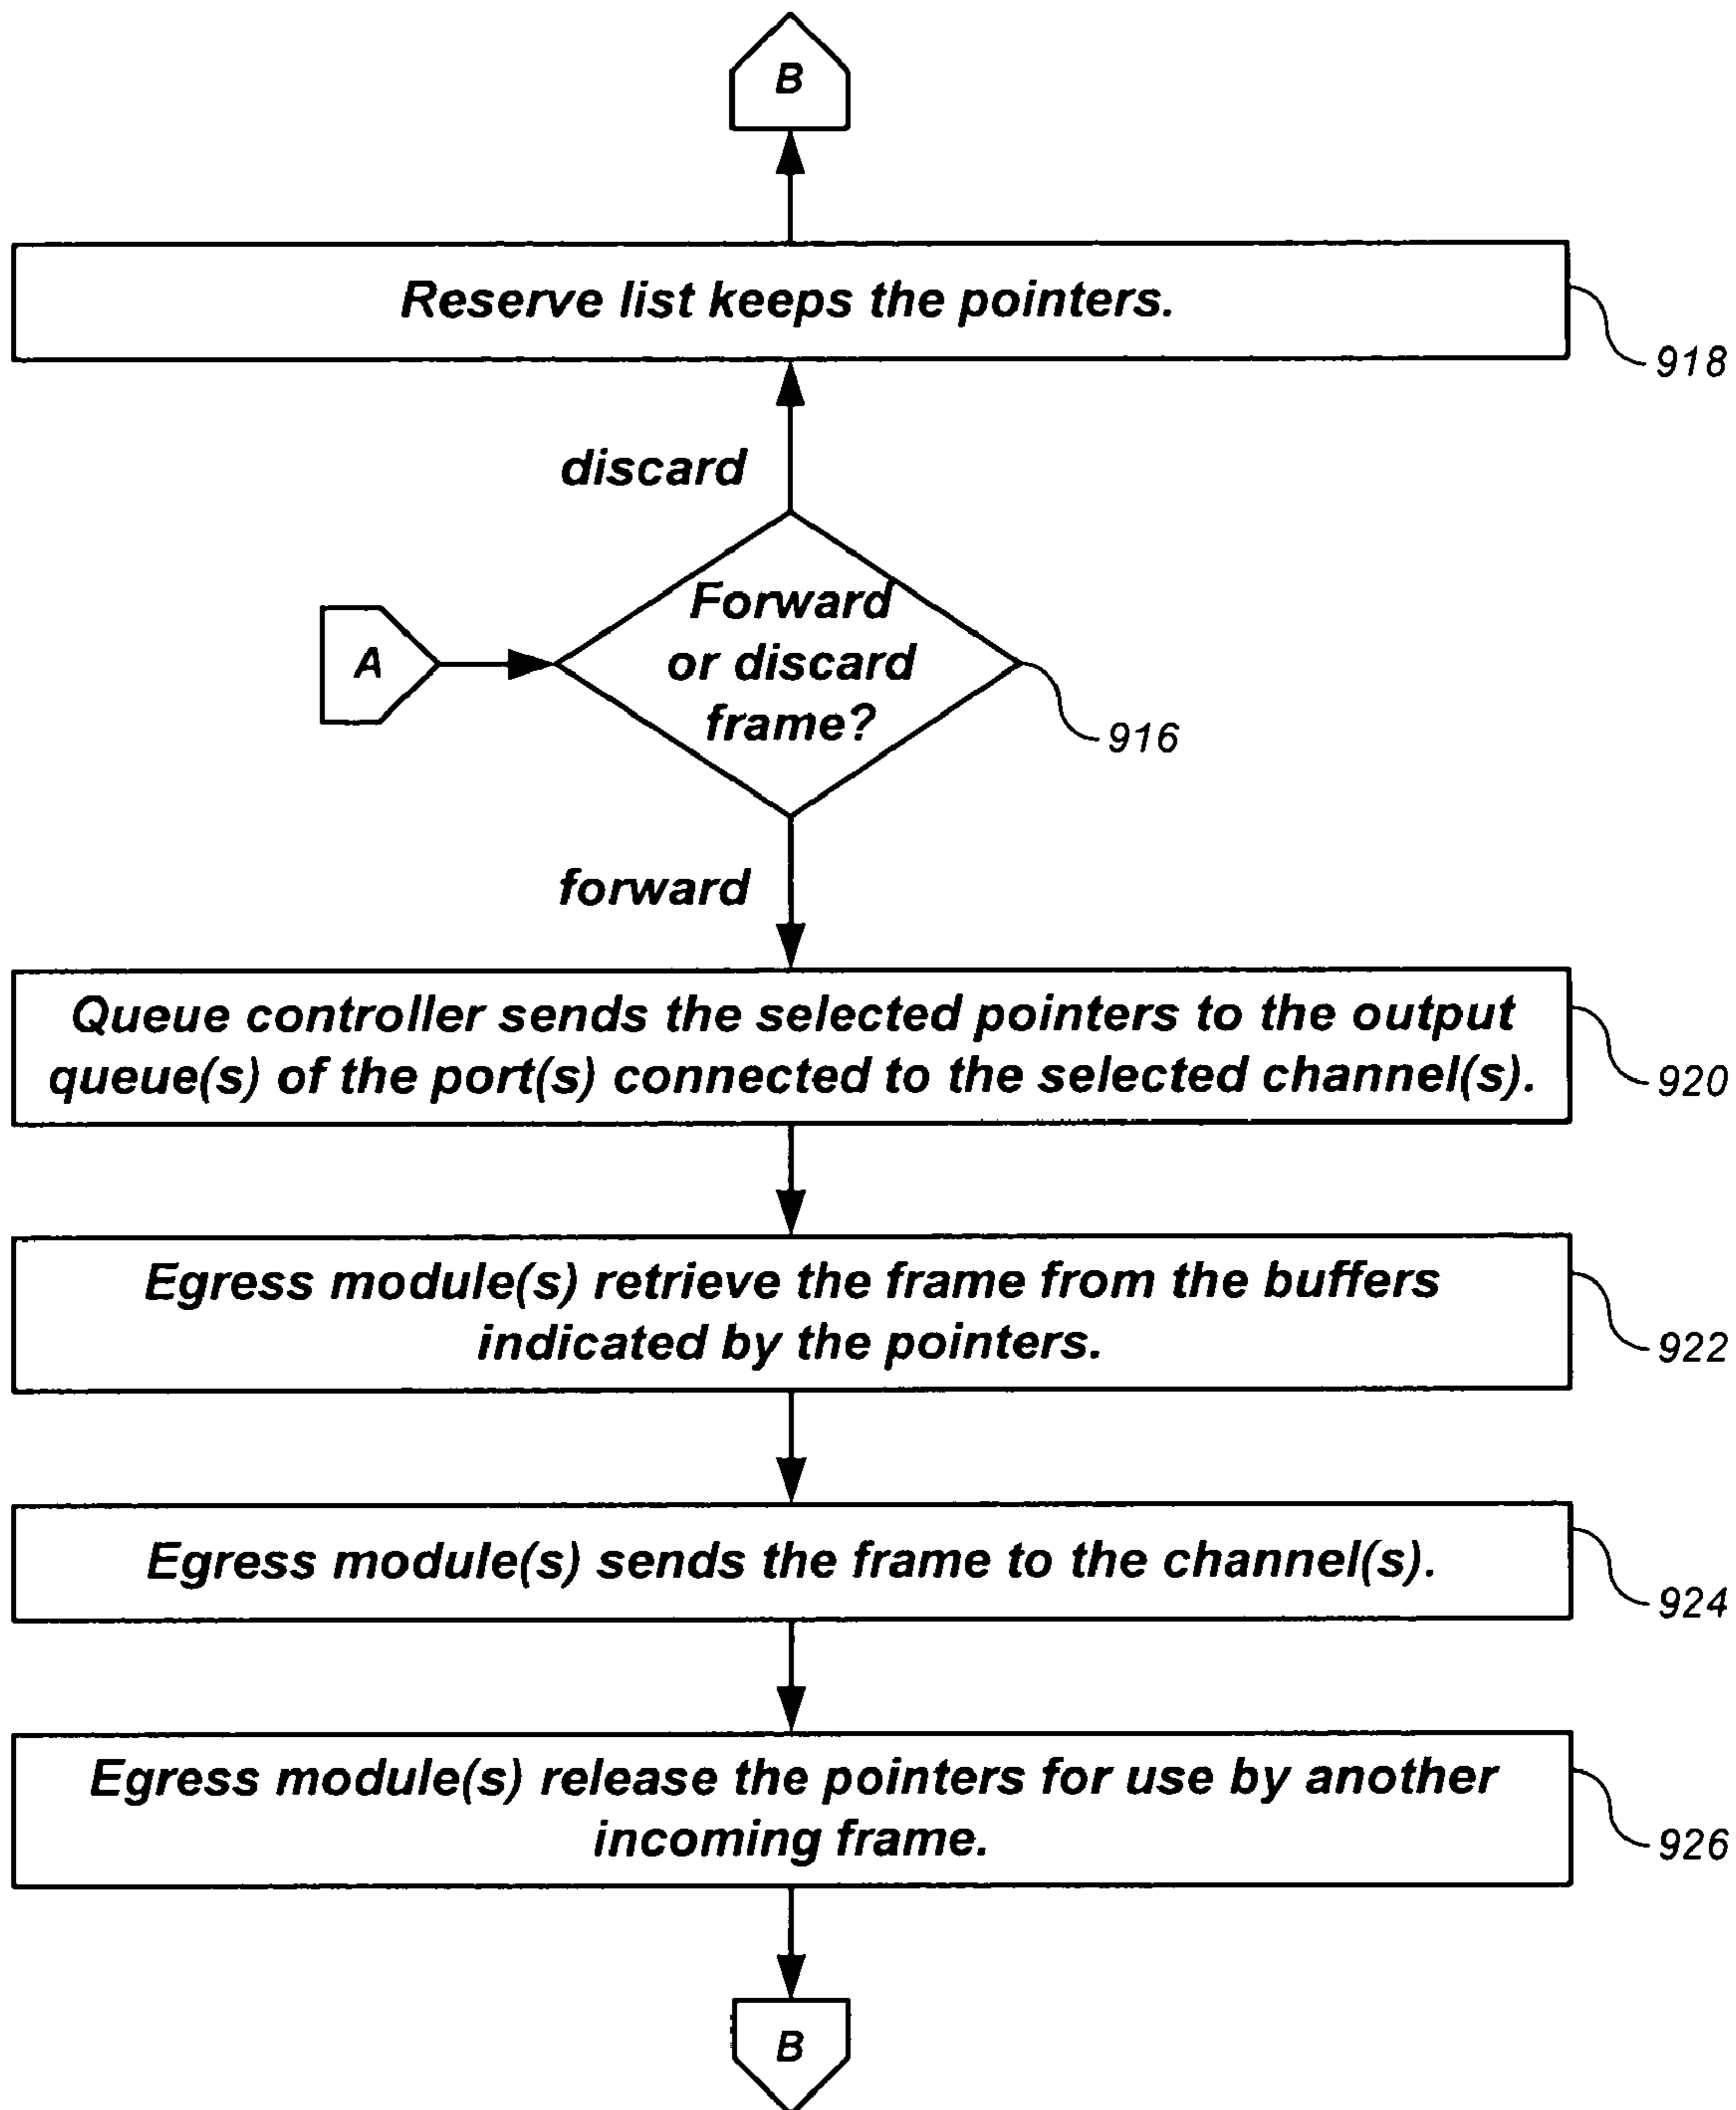 B
Reserve list keeps the pointers.
918
discard
A
Forward
or discard
frame?
916
forward
Queue controller sends the selected pointers to the output
queue(s) of the port(s) connected to the selected channel(s).
920
Egress module(s) retrieve the frame from the buffers
indicated by the pointers.
922
Egress module(s) sends the frame to the channel(s).
924
Egress module(s) release the pointers for use by another
incoming frame.
926
B